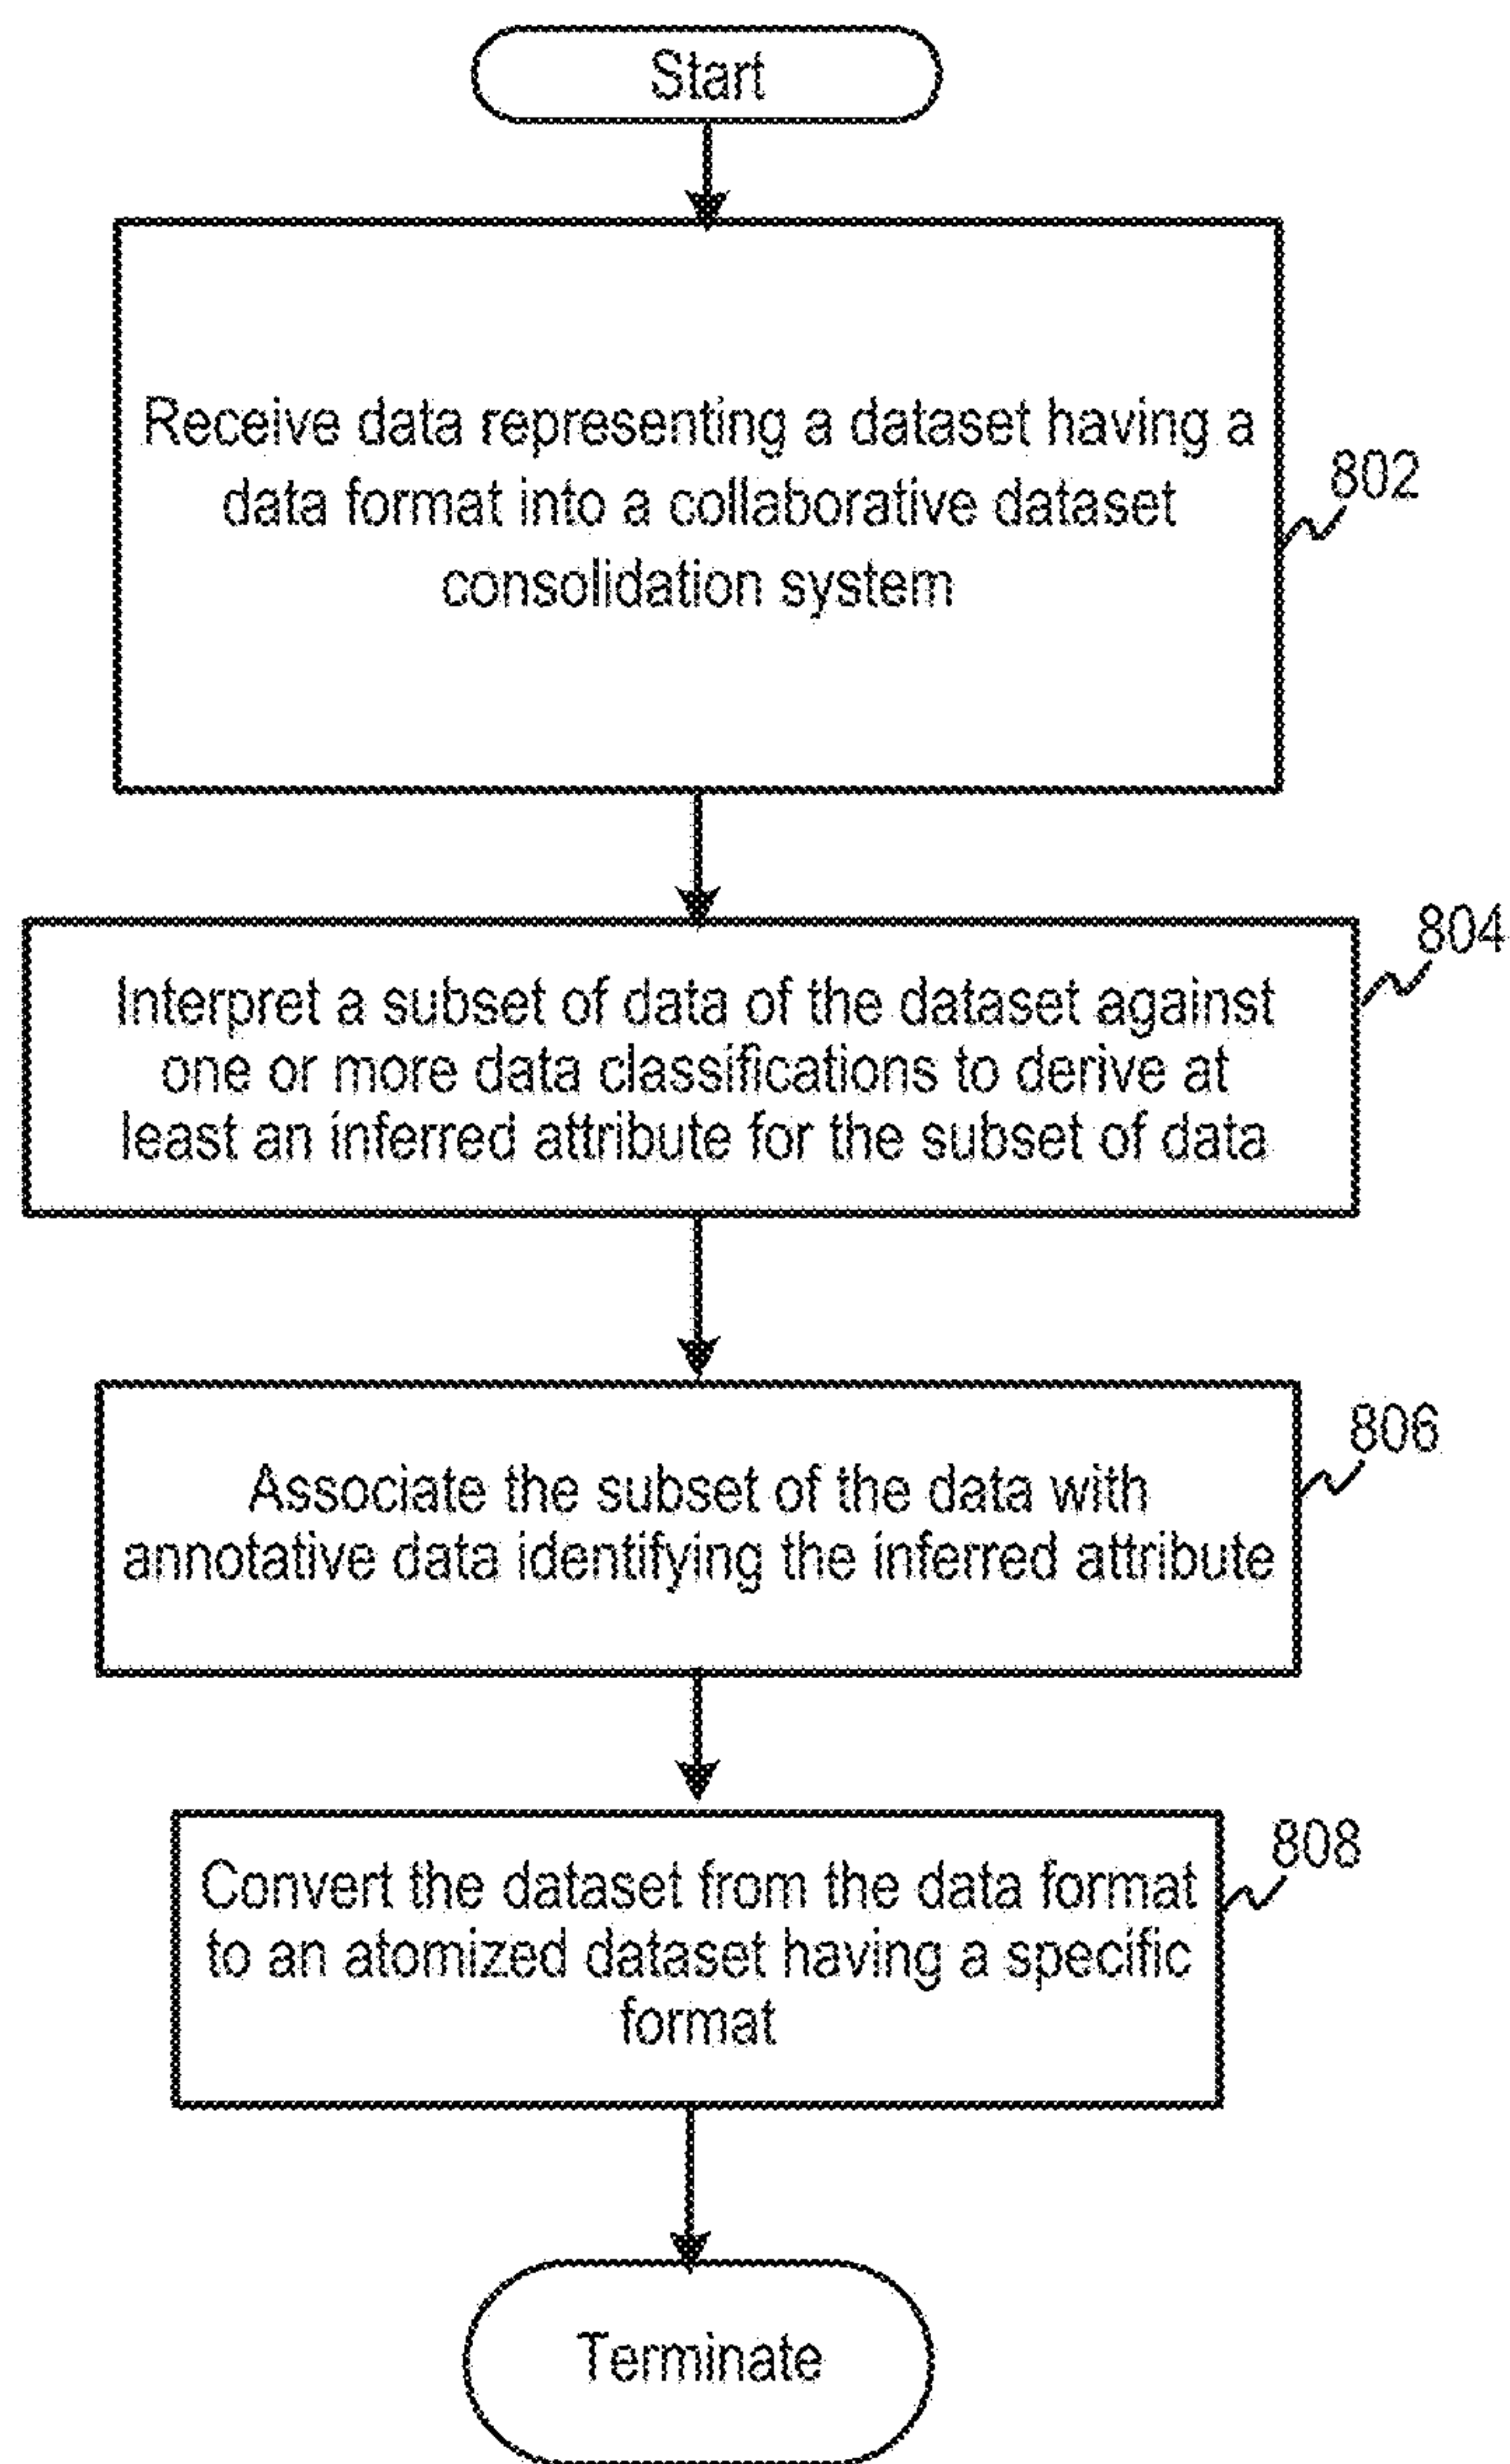 Start
Receive data representing a dataset having a
data format into a collaborative dataset
consolidation system
802
804
Interpret a subset of data of the dataset against
one or more data classifications to derive at
least an inferred attribute for the subset of data
806
Associate the subset of the data with
annotative data identifying the inferred attribute
808
Convert the dataset from the data format
to an atomized dataset having a specific
format
Terminate